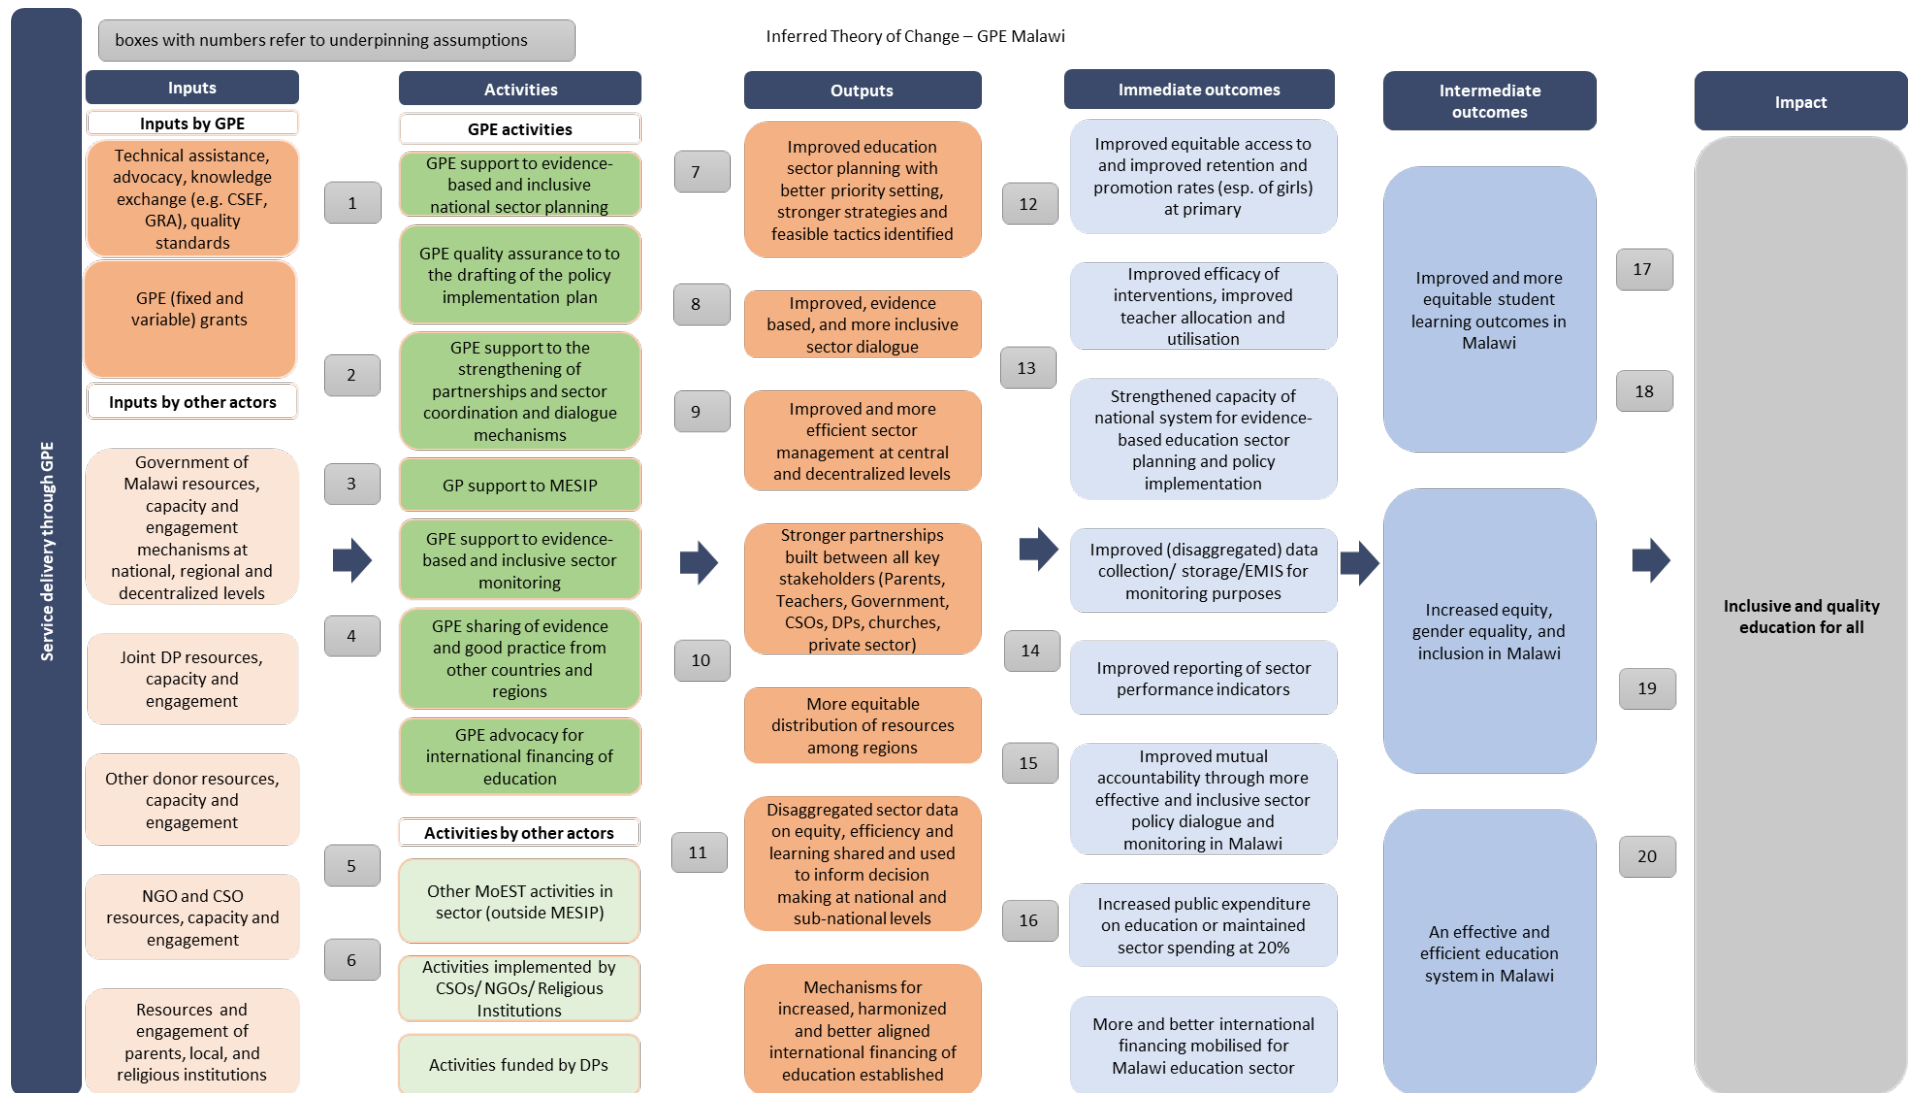 boxes with numbers refer to underpinning assumptions
Inferred Theory of Change – GPE Malawi
Service delivery through GPE
Inputs
Inputs by GPE
Technical assistance,
advocacy, knowledge
exchange (e.g. CSEF,
GRA), quality
standards
GPE (fixed and
variable) grants
Inputs by other actors
Government of
Malawi resources,
capacity and
engagement
mechanisms at
national, regional and
decentralized levels
Joint DP resources,
capacity and
engagement
Other donor resources,
capacity and
engagement
NGO and CSO
resources, capacity and
engagement
Resources and
engagement of
parents, local, and
religious institutions
1
2
3
4
5
6
Activities
GPE activities
GPE support to evidence-
based and inclusive
national sector planning
GPE quality assurance to to
the drafting of the policy
implementation plan
GPE support to the
strengthening of
partnerships and sector
coordination and dialogue
mechanisms
GP support to MESIP
GPE support to evidence-
based and inclusive sector
monitoring
GPE sharing of evidence
and good practice from
other countries and
regions
GPE advocacy for
international financing of
education
Activities by other actors
Other MoEST activities in
sector (outside MESIP)
Activities implemented by
CSOs/ NGOs/ Religious
Institutions
Activities funded by DPs
7
8
9
10
11
Outputs
Improved education
sector planning with
better priority setting,
stronger strategies and
feasible tactics identified
Improved, evidence
based, and more inclusive
sector dialogue
Improved and more
efficient sector
management at central
and decentralized levels
Stronger partnerships
built between all key
stakeholders (Parents,
Teachers, Government,
CSOs, DPs, churches,
private sector)
More equitable
distribution of resources
among regions
Disaggregated sector data
on equity, efficiency and
learning shared and used
to inform decision
making at national and
sub-national levels
Mechanisms for
increased, harmonized
and better aligned
international financing of
education established
12
13
14
15
16
Immediate outcomes
Improved equitable access to
and improved retention and
promotion rates (esp. of girls)
at primary
Improved efficacy of
interventions, improved
teacher allocation and
utilisation
Strengthened capacity of
national system for evidence-
based education sector
planning and policy
implementation
Improved (disaggregated) data
collection/ storage/EMIS for
monitoring purposes
Improved reporting of sector
performance indicators
Improved mutual
accountability through more
effective and inclusive sector
policy dialogue and
monitoring in Malawi
Increased public expenditure
on education or maintained
sector spending at 20%
More and better international
financing mobilised for
Malawi education sector
Intermediate
outcomes
Improved and more
equitable student
learning outcomes in
Malawi
Increased equity,
gender equality, and
inclusion in Malawi
An effective and
efficient education
system in Malawi
17
18
19
20
Impact
Inclusive and quality
education for all